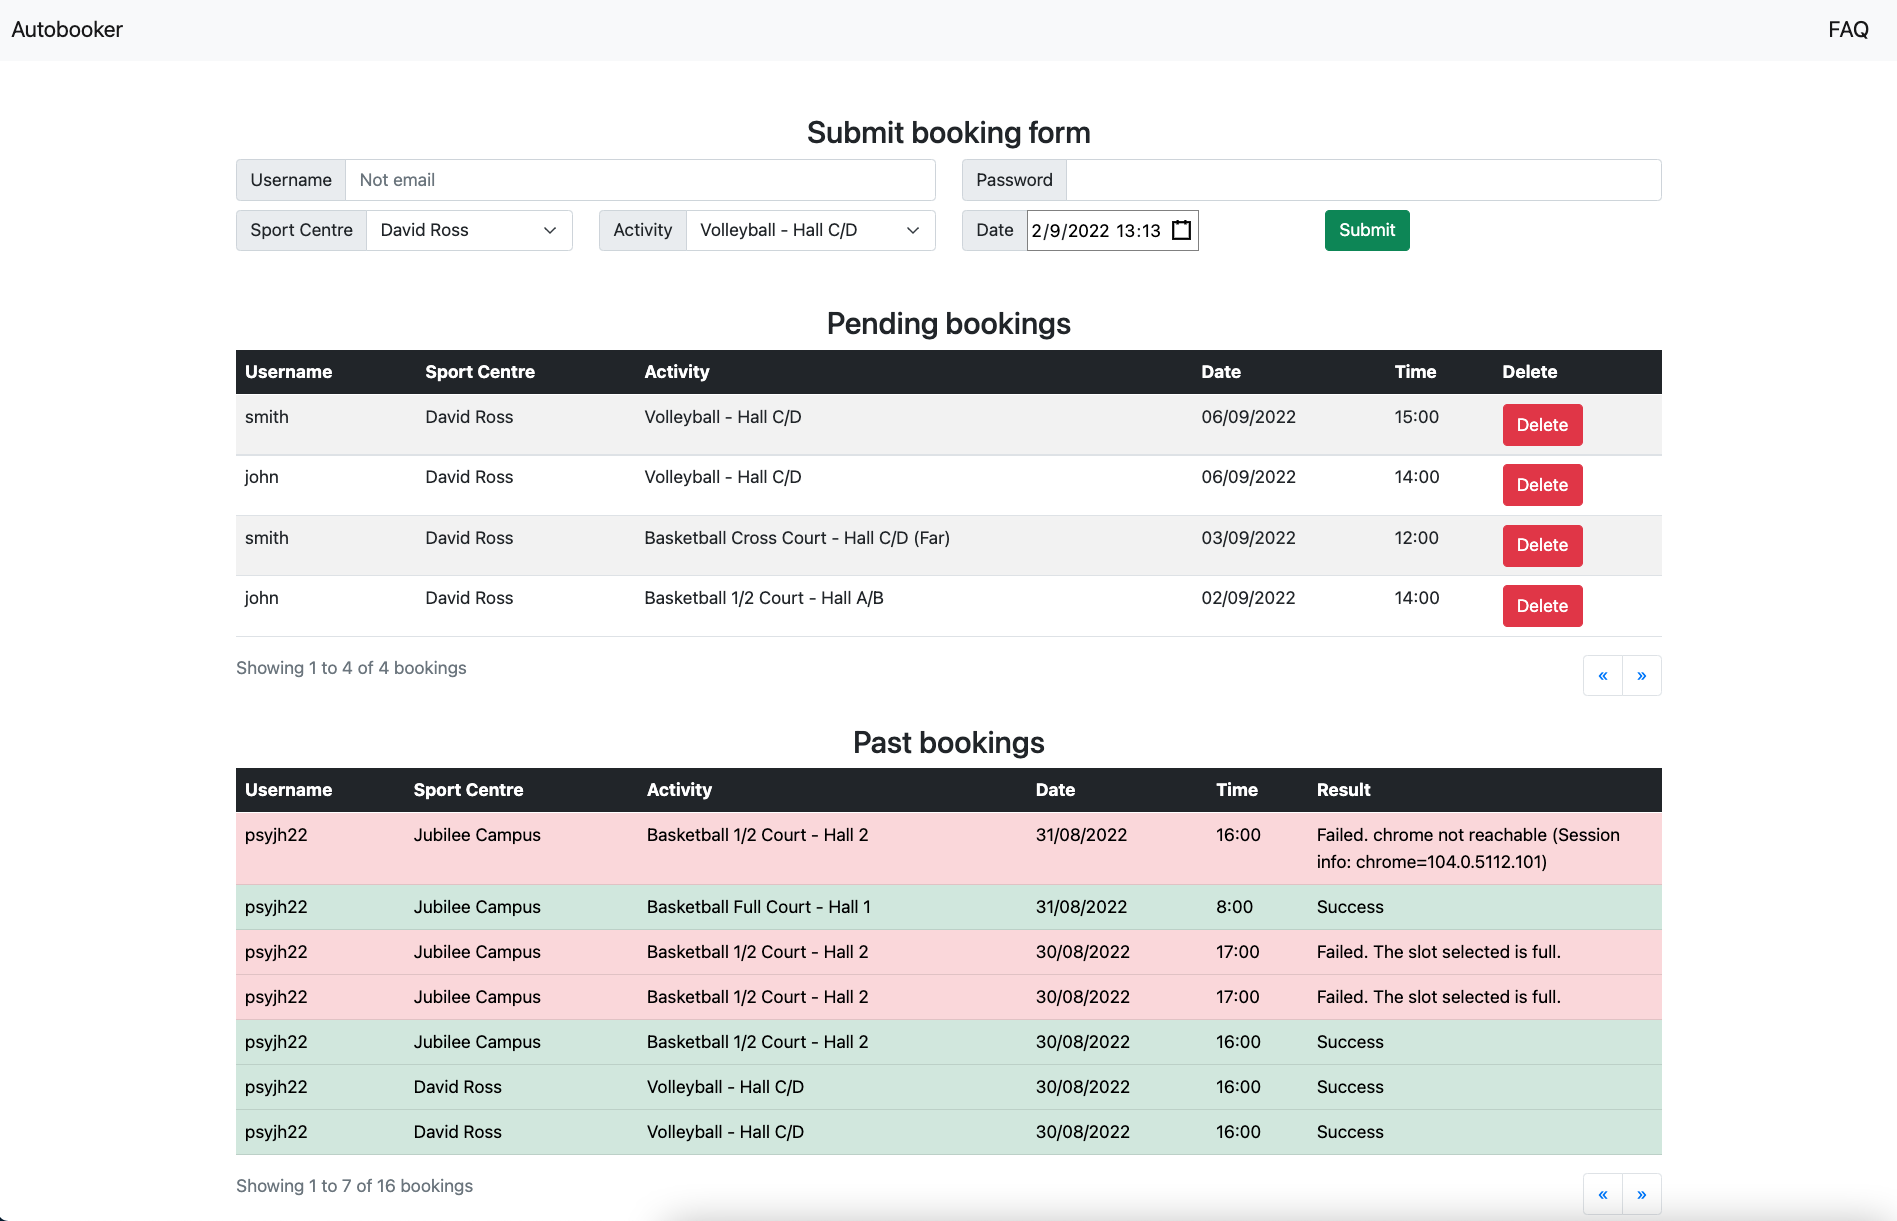 Autobooker FAQ
Submit booking form
Username Not email Password
Sport Centre David Ross Activity Volleyball - Hall C/D Date 2/9/2022 13:13 Submit
Pending bookings
Username Sport Centre Activity Date Time Delete
smith David Ross Volleyball - Hall C/D 06/09/2022 15:00 Delete
john David Ross Volleyball - Hall C/D 06/09/2022 14:00 Delete
smith David Ross Basketball Cross Court - Hall C/D (Far) 03/09/2022 12:00 Delete
john David Ross Basketball 1/2 Court - Hall A/B 02/09/2022 14:00 Delete
Showing 1 to 4 of 4 bookings « »
Past bookings
Username Sport Centre Activity Date Time Result
psyjh22 Jubilee Campus Basketball 1/2 Court - Hall 2 31/08/2022 16:00 Failed. chrome not reachable (Session
info: chrome=104.0.5112.101)
psyjh22 Jubilee Campus Basketball Full Court - Hall 1 31/08/2022 8:00 Success
psyjh22 Jubilee Campus Basketball 1/2 Court - Hall 2 30/08/2022 17:00 Failed. The slot selected is full.
psyjh22 Jubilee Campus Basketball 1/2 Court - Hall 2 30/08/2022 17:00 Failed. The slot selected is full.
psyjh22 Jubilee Campus Basketball 1/2 Court - Hall 2 30/08/2022 16:00 Success
psyjh22 David Ross Volleyball - Hall C/D 30/08/2022 16:00 Success
psyjh22 David Ross Volleyball - Hall C/D 30/08/2022 16:00 Success
Showing 1 to 7 of 16 bookings « »